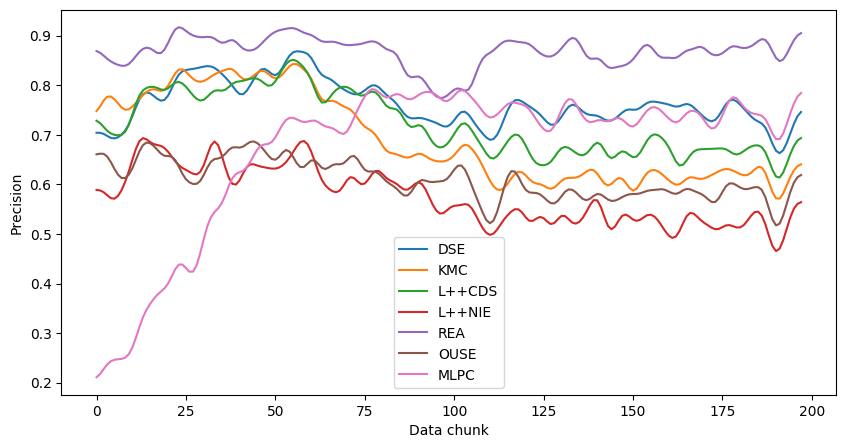 Precision
0.9
0.8
0.7
0.6
0.5
0.4
0.3
0.2
DSE
KMC
L++CDS
L++NIE
REA
OUSE
MLPC
0 25 50 75 100 125 150 175 200
Data chunk